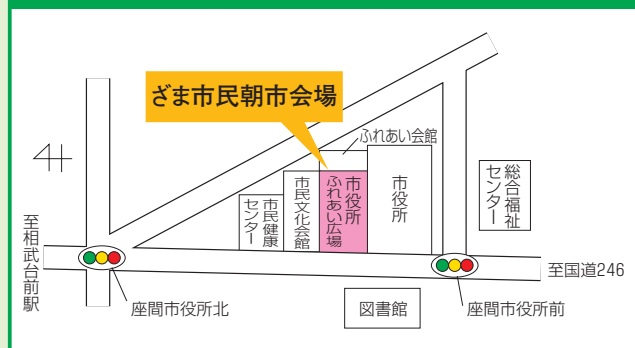 ざま市民朝市会場
ふれあい会館
市役所
ふれあい広場
市役所
市民文化会館
市民健康
センター
総合福祉
センター
至相武台前駅
至国道246
座間市役所北
図書館
座間市役所前